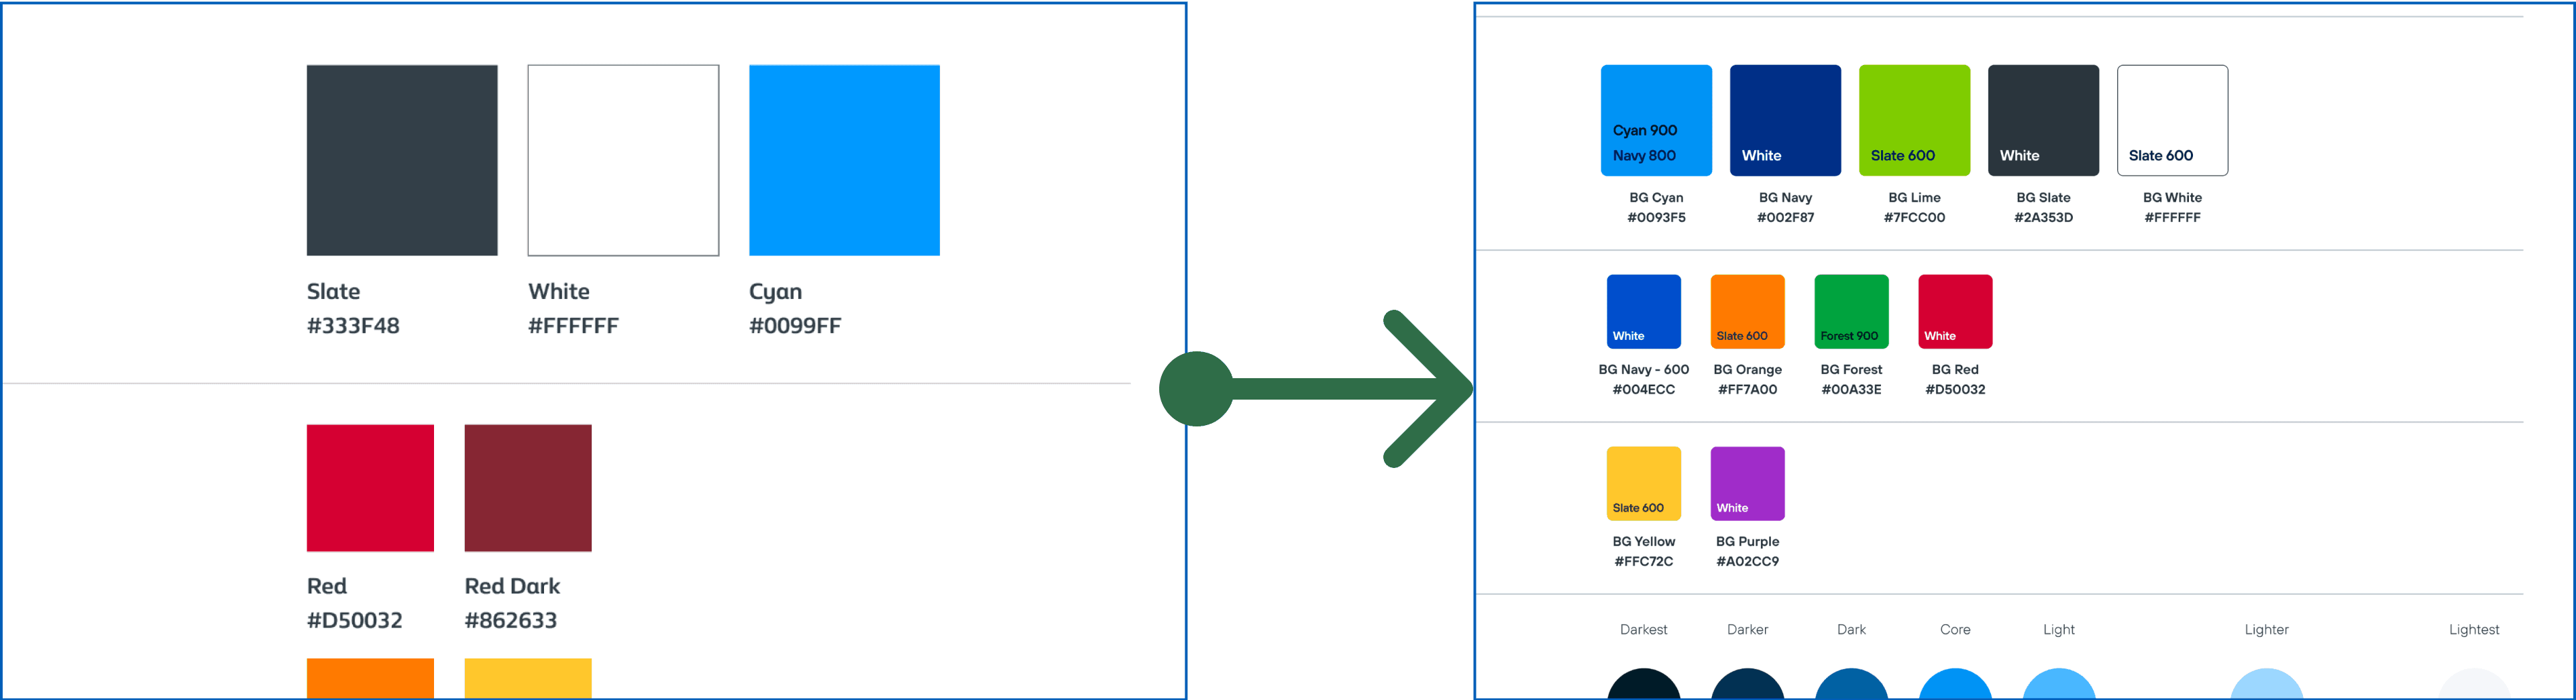 Slate
#333F48
White
#FFFFFF
Cyan
#0099FF
Red
#D50032
Red Dark
#862633
Cyan 900
Navy 800
White
Slate 600
White
Slate 600
BG Cyan
#0093F5
BG Navy
#002F87
BG Lime
#7FCC00
BG Slate
#2A353D
BG White
#FFFFFF
White
Slate 600
Forest 900
White
BG Navy - 600
#004ECC
BG Orange
#FF7A00
BG Forest
#00A33E
BG Red
#D50032
Slate 600
White
BG Yellow
#FFC72C
BG Purple
#A02CC9
Darkest
Darker
Dark
Core
Light
Lighter
Lightest